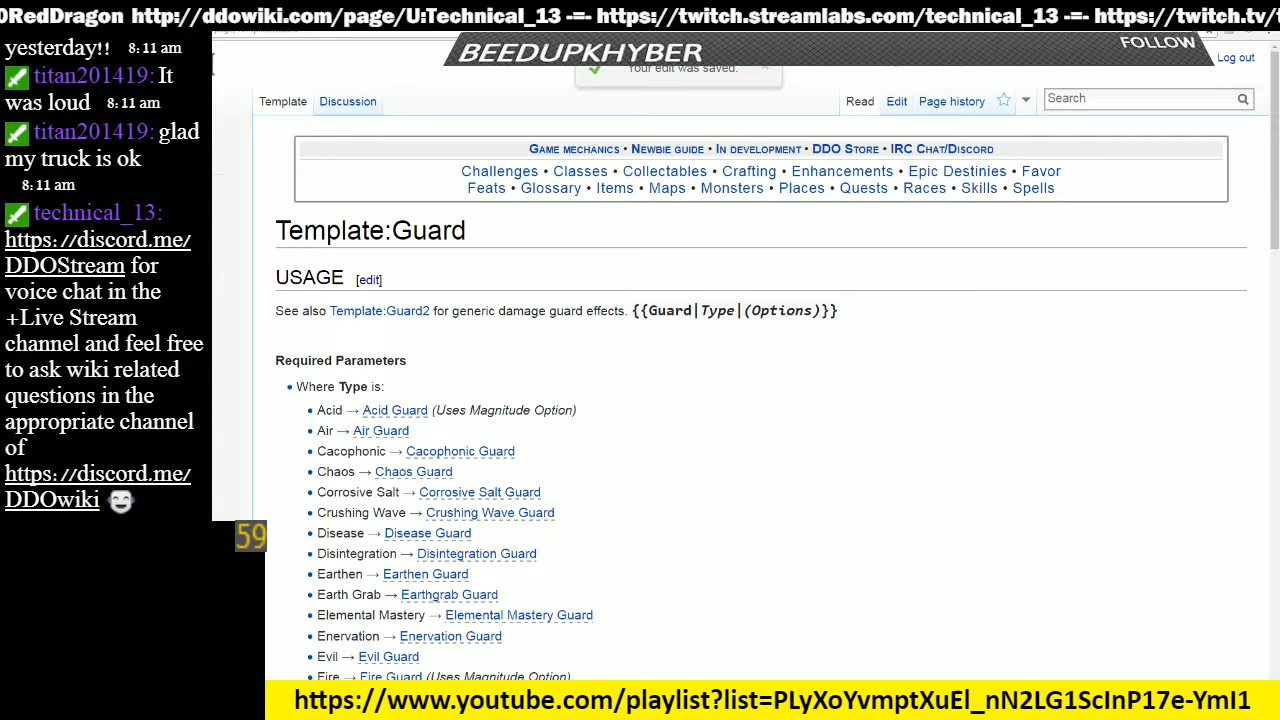 0RedDragon http://ddowiki.com/page/U:Technical_13 -=- https://twitch.streamlabs.com/technical_13 -=- https://twitch.tv/t
yesterday!! 8:11 am
titan201419: It
was loud 8:11 am
titan201419: glad
my truck is ok
8:11 am
technical_13:
https://discord.me/
DDOStream for
voice chat in the
+Live Stream
channel and feel free
to ask wiki related
questions in the
appropriate channel
of
https://discord.me/
DDOwiki
59
BEEDUPKHYBER
FOLLOW
Log out
Your edit was saved.
Template Discussion Read Edit Page history Search
GAME MECHANICS • NEWBIE GUIDE • IN DEVELOPMENT • DDO STORE • IRC CHAT/DISCORD
Challenges • Classes • Collectables • Crafting • Enhancements • Epic Destinies • Favor
Feats • Glossary • Items • Maps • Monsters • Places • Quests • Races • Skills • Spells
Template:Guard
USAGE [edit]
See also Template:Guard2 for generic damage guard effects. {{Guard|Type|(Options)}}
Required Parameters
• Where Type is:
• Acid → Acid Guard (Uses Magnitude Option)
• Air → Air Guard
• Cacophonic → Cacophonic Guard
• Chaos → Chaos Guard
• Corrosive Salt → Corrosive Salt Guard
• Crushing Wave → Crushing Wave Guard
• Disease → Disease Guard
• Disintegration → Disintegration Guard
• Earthen → Earthen Guard
• Earth Grab → Earthgrab Guard
• Elemental Mastery → Elemental Mastery Guard
• Enervation → Enervation Guard
• Evil → Evil Guard
• Fire → Fire Guard (Uses Magnitude Option)
https://www.youtube.com/playlist?list=PLyXoYvmptXuEl_nN2LG1ScInP17e-YmI1